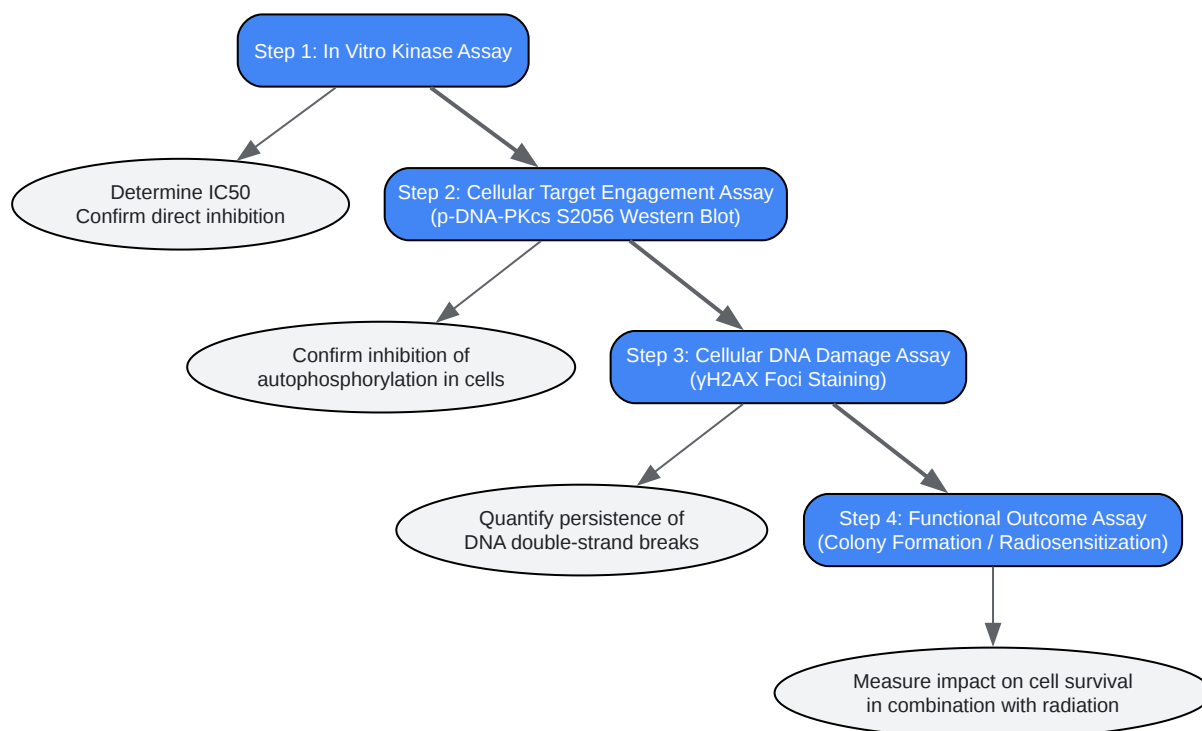 Step 1: In Vitro Kinase Assay
Determine IC50
Confirm direct inhibition
Step 2: Cellular Target Engagement Assay
(p-DNA-PKcs S2056 Western Blot)
Confirm inhibition of
autophosphorylation in cells
Step 3: Cellular DNA Damage Assay
(γH2AX Foci Staining)
Quantify persistence of
DNA double-strand breaks
Step 4: Functional Outcome Assay
(Colony Formation / Radiosensitization)
Measure impact on cell survival
in combination with radiation